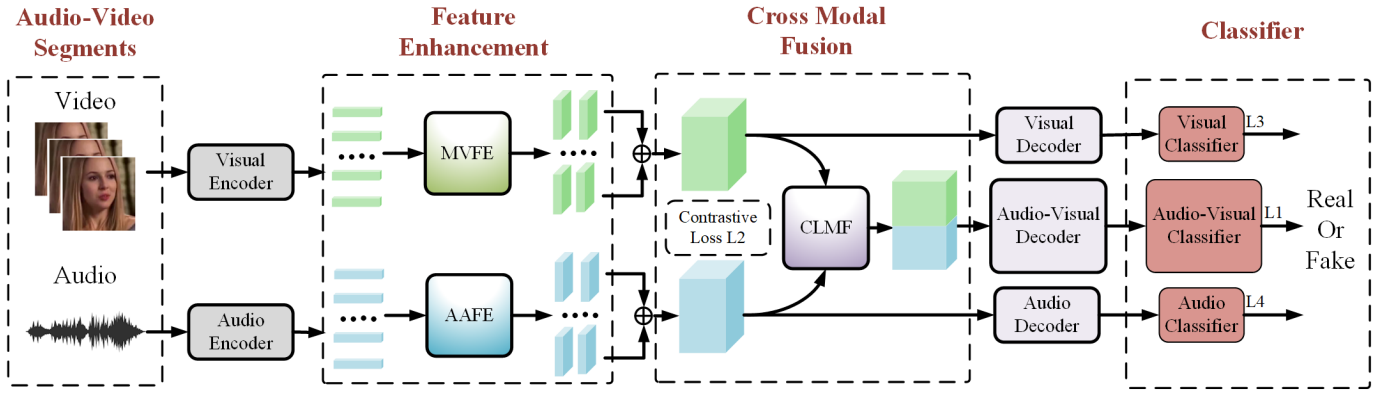 Audio-Video
Segments
Feature
Enhancement
Cross Modal
Fusion
Classifier
Video
Audio
Visual
Encoder
Audio
Encoder
MVFE
AAFE
Contrastive
Loss L2
CLMF
Visual
Decoder
Audio-Visual
Decoder
Audio
Decoder
Visual
Classifier
L3
Audio-Visual
Classifier
L1
Audio
Classifier
L4
Real
Or
Fake